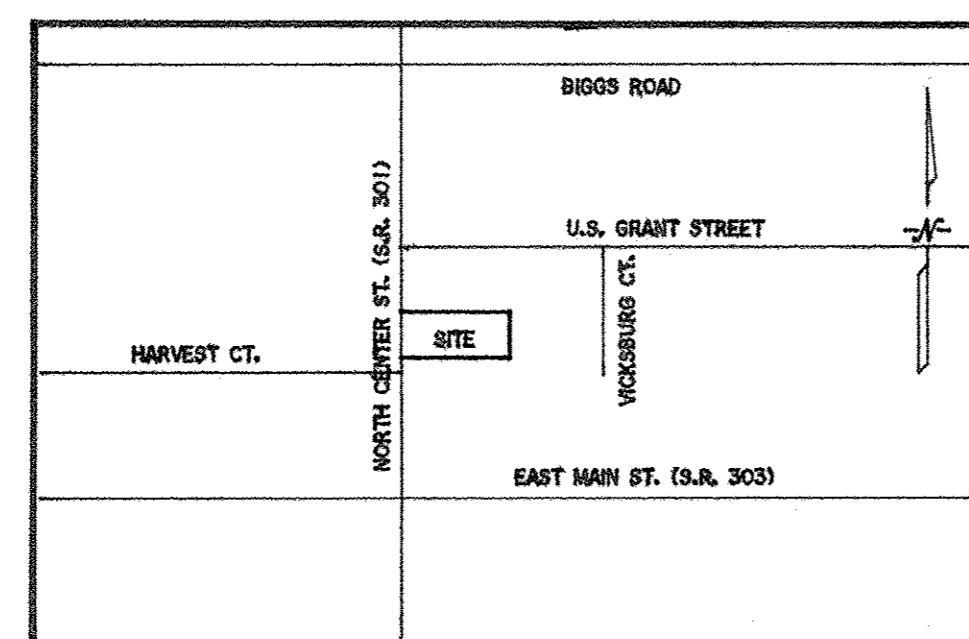 BIGGS ROAD
U.S. GRANT STREET
-N-
NORTH CENTER ST. (S.R. 301)
VICKSBURG CT.
SITE
HARVEST CT.
EAST MAIN ST. (S.R. 303)